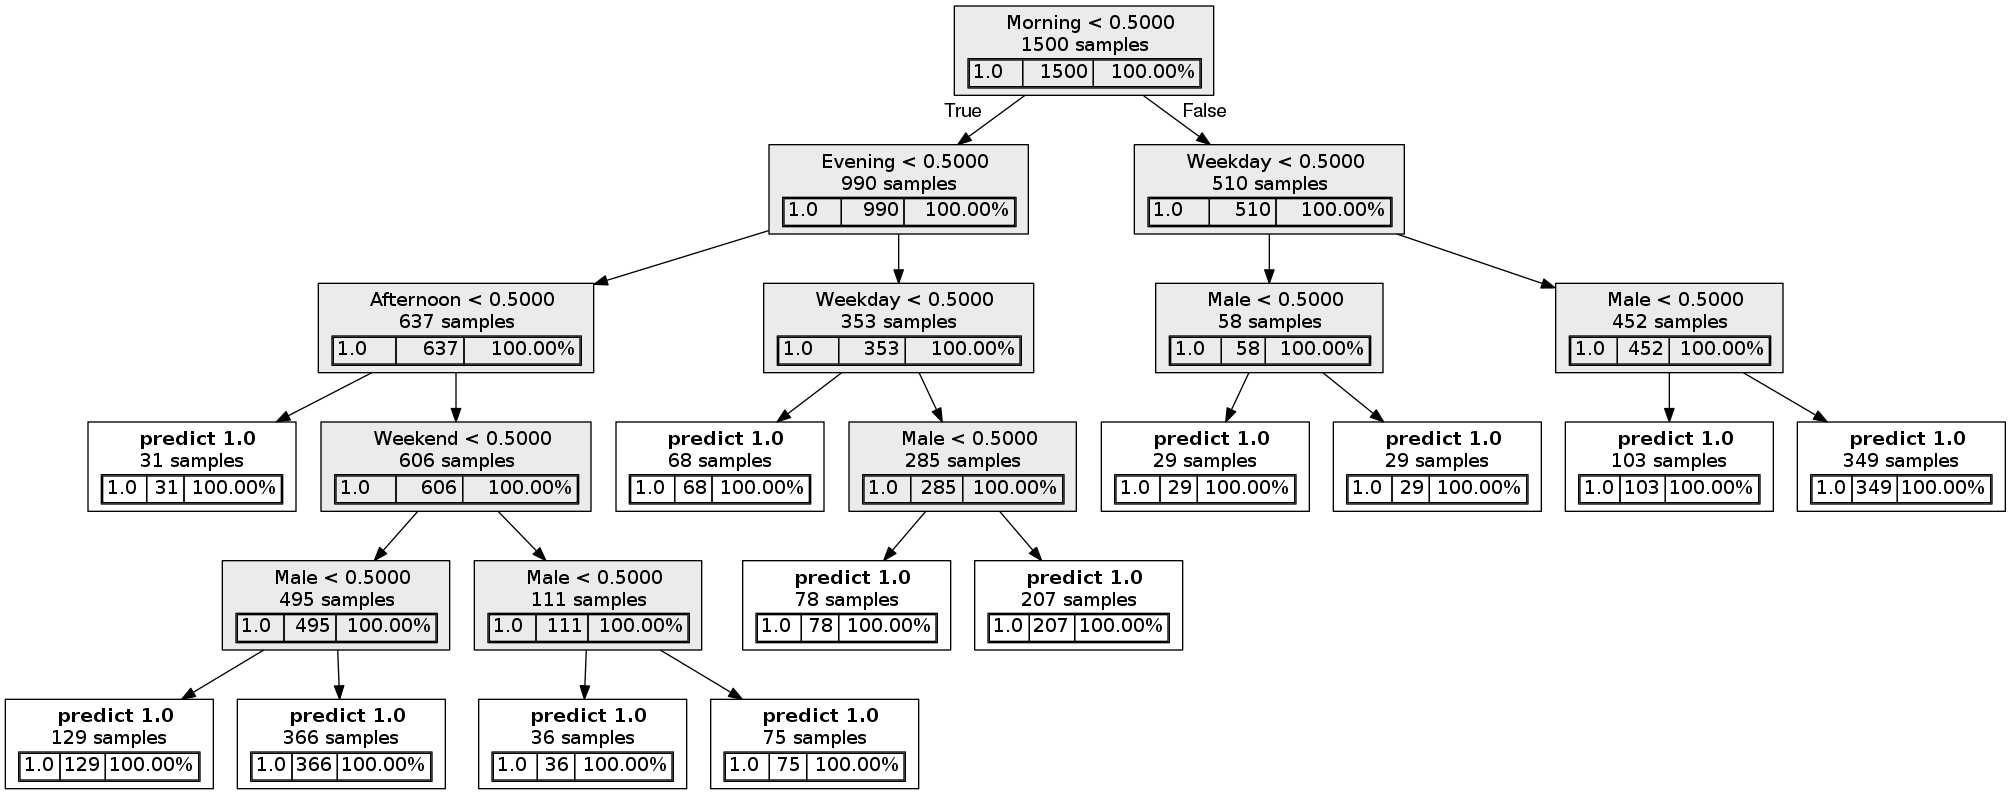 Morning < 0.5000
1500 samples
1.0 1500 100.00%
True
False
Evening < 0.5000
990 samples
1.0 990 100.00%
Weekday < 0.5000
510 samples
1.0 510 100.00%
Afternoon < 0.5000
637 samples
1.0 637 100.00%
Weekday < 0.5000
353 samples
1.0 353 100.00%
Male < 0.5000
58 samples
1.0 58 100.00%
Male < 0.5000
452 samples
1.0 452 100.00%
predict 1.0
31 samples
1.0 31 100.00%
Weekend < 0.5000
606 samples
1.0 606 100.00%
predict 1.0
68 samples
1.0 68 100.00%
Male < 0.5000
285 samples
1.0 285 100.00%
predict 1.0
29 samples
1.0 29 100.00%
predict 1.0
29 samples
1.0 29 100.00%
predict 1.0
103 samples
1.0 103 100.00%
predict 1.0
349 samples
1.0 349 100.00%
Male < 0.5000
495 samples
1.0 495 100.00%
Male < 0.5000
111 samples
1.0 111 100.00%
predict 1.0
78 samples
1.0 78 100.00%
predict 1.0
207 samples
1.0 207 100.00%
predict 1.0
129 samples
1.0 129 100.00%
predict 1.0
366 samples
1.0 366 100.00%
predict 1.0
36 samples
1.0 36 100.00%
predict 1.0
75 samples
1.0 75 100.00%